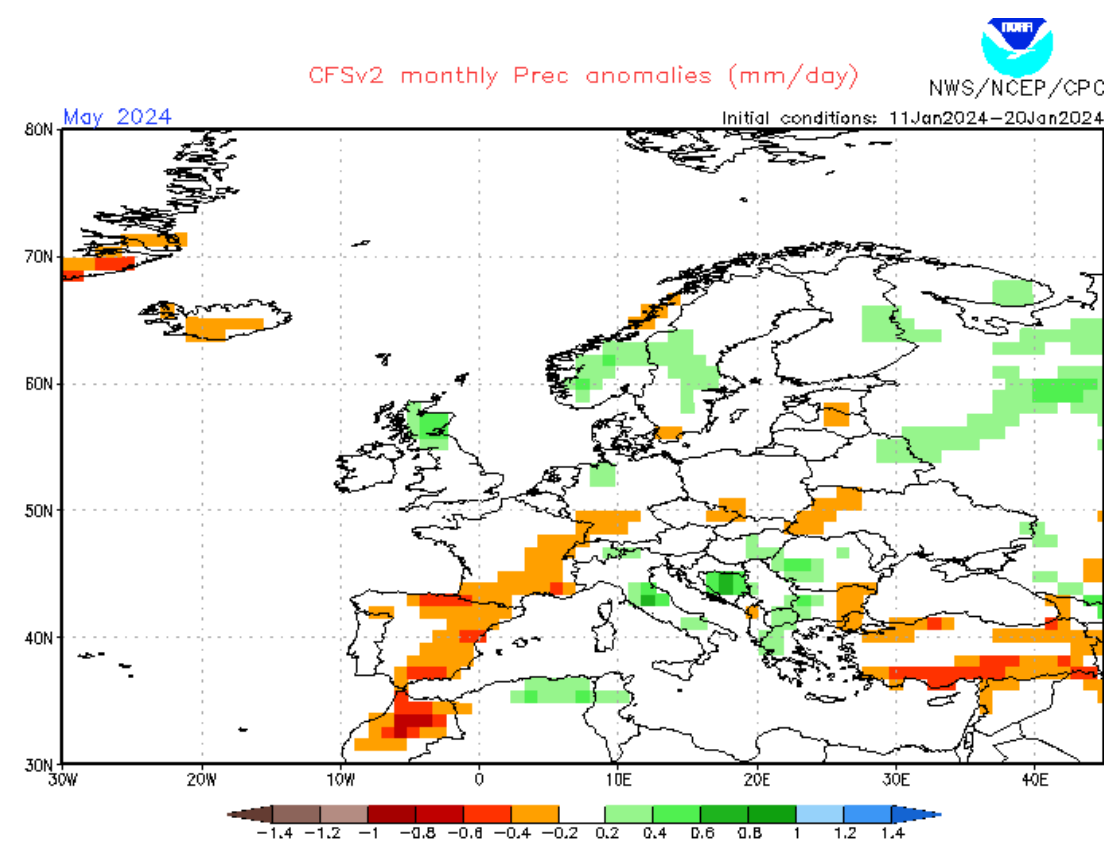 NOAA
CFSv2 monthly Prec anomalies (mm/day)
NWS/NCEP/CPC
May 2024
Initial conditions: 11Jan2024-20Jan2024
80N
70N
60N
50N
40N
30N
30W 20W 10W 0 10E 20E 30E 40E
-1.4 -1.2 -1 -0.8 -0.6 -0.4 -0.2 0.2 0.4 0.6 0.8 1 1.2 1.4